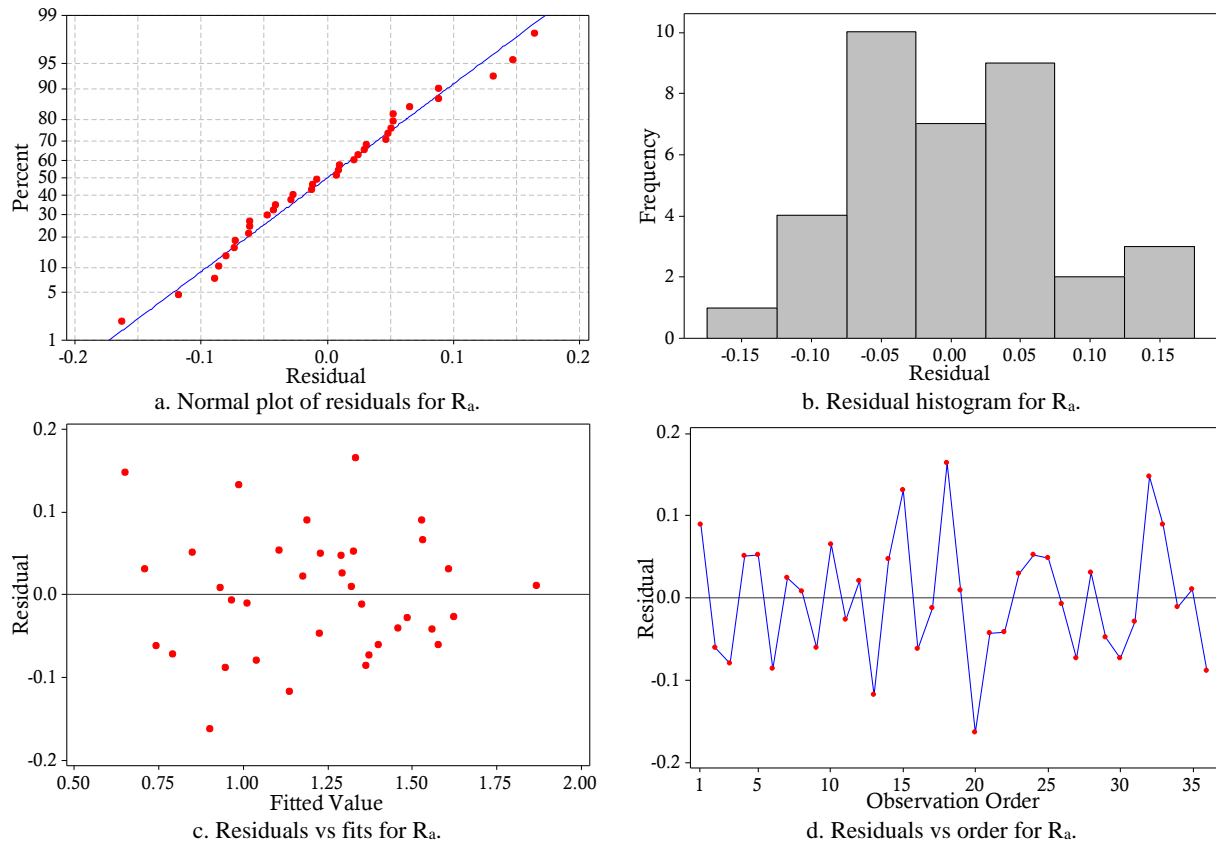 99
95
90
80
70
60
50
40
30
20
10
5
1
Percent
-0.2 -0.1 0.0 0.1 0.2
Residual
a. Normal plot of residuals for Rₐ.
10
8
6
4
2
0
Frequency
-0.15 -0.10 -0.05 0.00 0.05 0.10 0.15
Residual
b. Residual histogram for Rₐ.
0.2
0.1
0.0
-0.1
-0.2
Residual
0.50 0.75 1.00 1.25 1.50 1.75 2.00
Fitted Value
c. Residuals vs fits for Rₐ.
0.2
0.1
0.0
-0.1
-0.2
Residual
1 5 10 15 20 25 30 35
Observation Order
d. Residuals vs order for Rₐ.